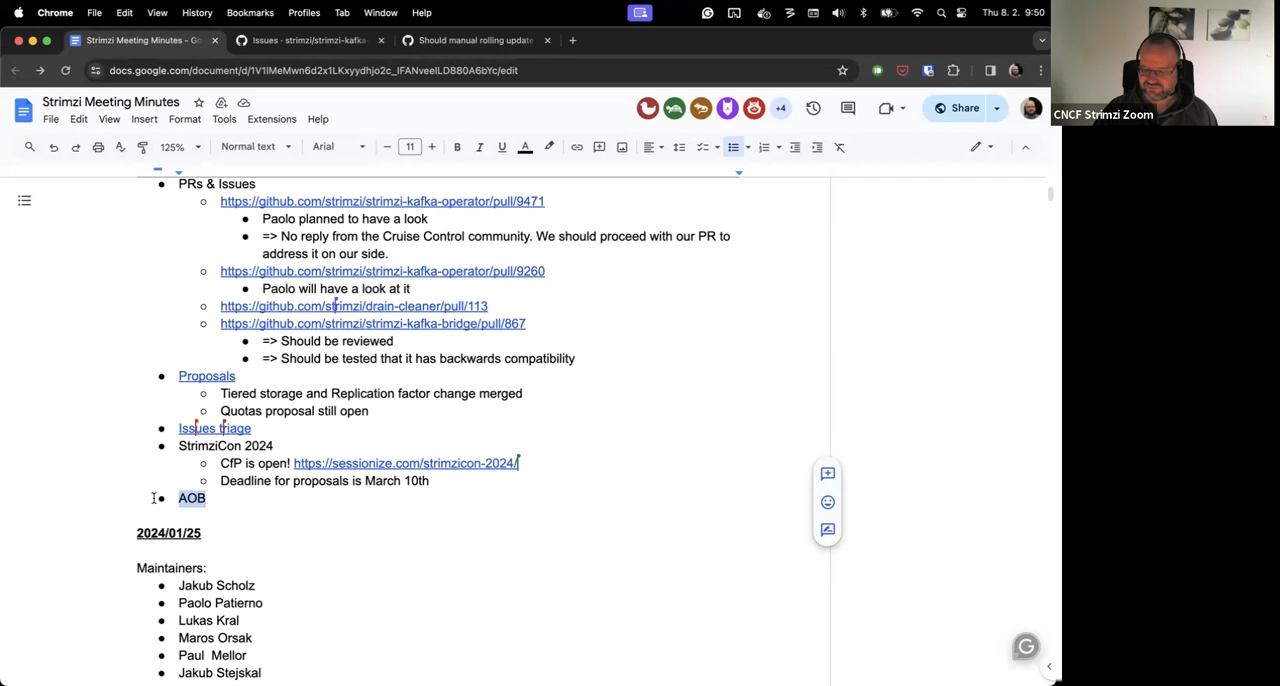 Chrome File Edit View History Bookmarks Profiles Tab Window Help Thu 8. 2. 9:50
Strimzi Meeting Minutes - Go Issues · strimzi/strimzi-kafka- Should manual rolling update
docs.google.com/document/d/1V1lMeMwn6d2x1LKxyydhjo2c_IFANveelLD880A6bYc/edit
Strimzi Meeting Minutes
+4
Share
File Edit View Insert Format Tools Extensions Help
125% Normal text Arial 11 B I U A
CNCF Strimzi Zoom
PRs & Issues
https://github.com/strimzi/strimzi-kafka-operator/pull/9471
Paolo planned to have a look
=> No reply from the Cruise Control community. We should proceed with our PR to
address it on our side.
https://github.com/strimzi/strimzi-kafka-operator/pull/9260
Paolo will have a look at it
https://github.com/strimzi/drain-cleaner/pull/113
https://github.com/strimzi/strimzi-kafka-bridge/pull/867
=> Should be reviewed
=> Should be tested that it has backwards compatibility
Proposals
Tiered storage and Replication factor change merged
Quotas proposal still open
Issues triage
StrimziCon 2024
CfP is open! https://sessionize.com/strimzicon-2024/
Deadline for proposals is March 10th
AOB
2024/01/25
Maintainers:
Jakub Scholz
Paolo Patierno
Lukas Kral
Maros Orsak
Paul Mellor
Jakub Stejskal